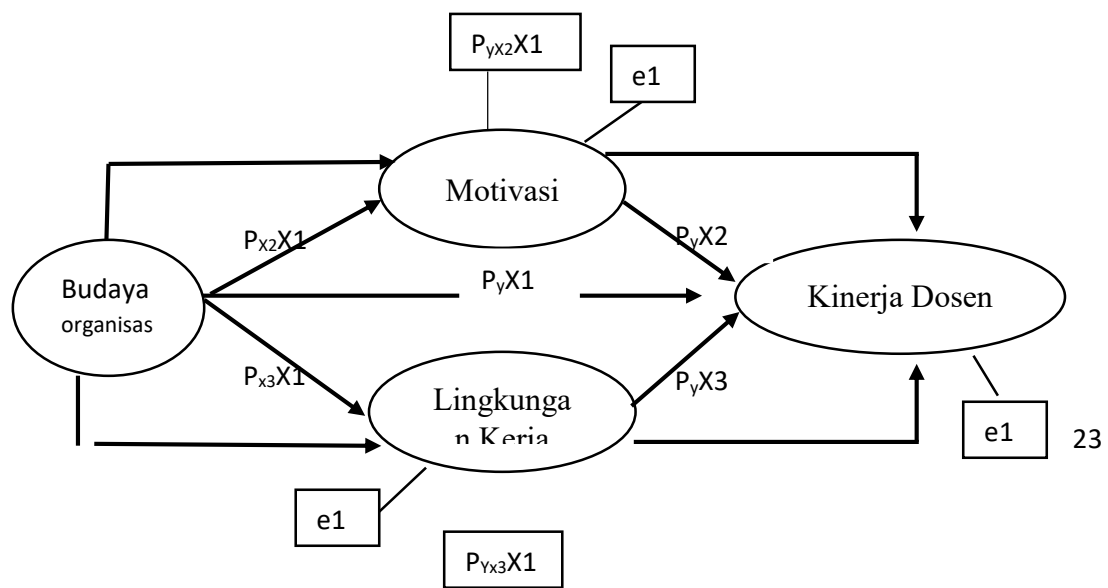 PyX2X1
e1
Motivasi
PX2X1
PyX2
Budaya
organisas
PyX1
Kinerja Dosen
Px3X1
PyX3
Lingkunga
n Kerja
e1
23
e1
PYx3X1